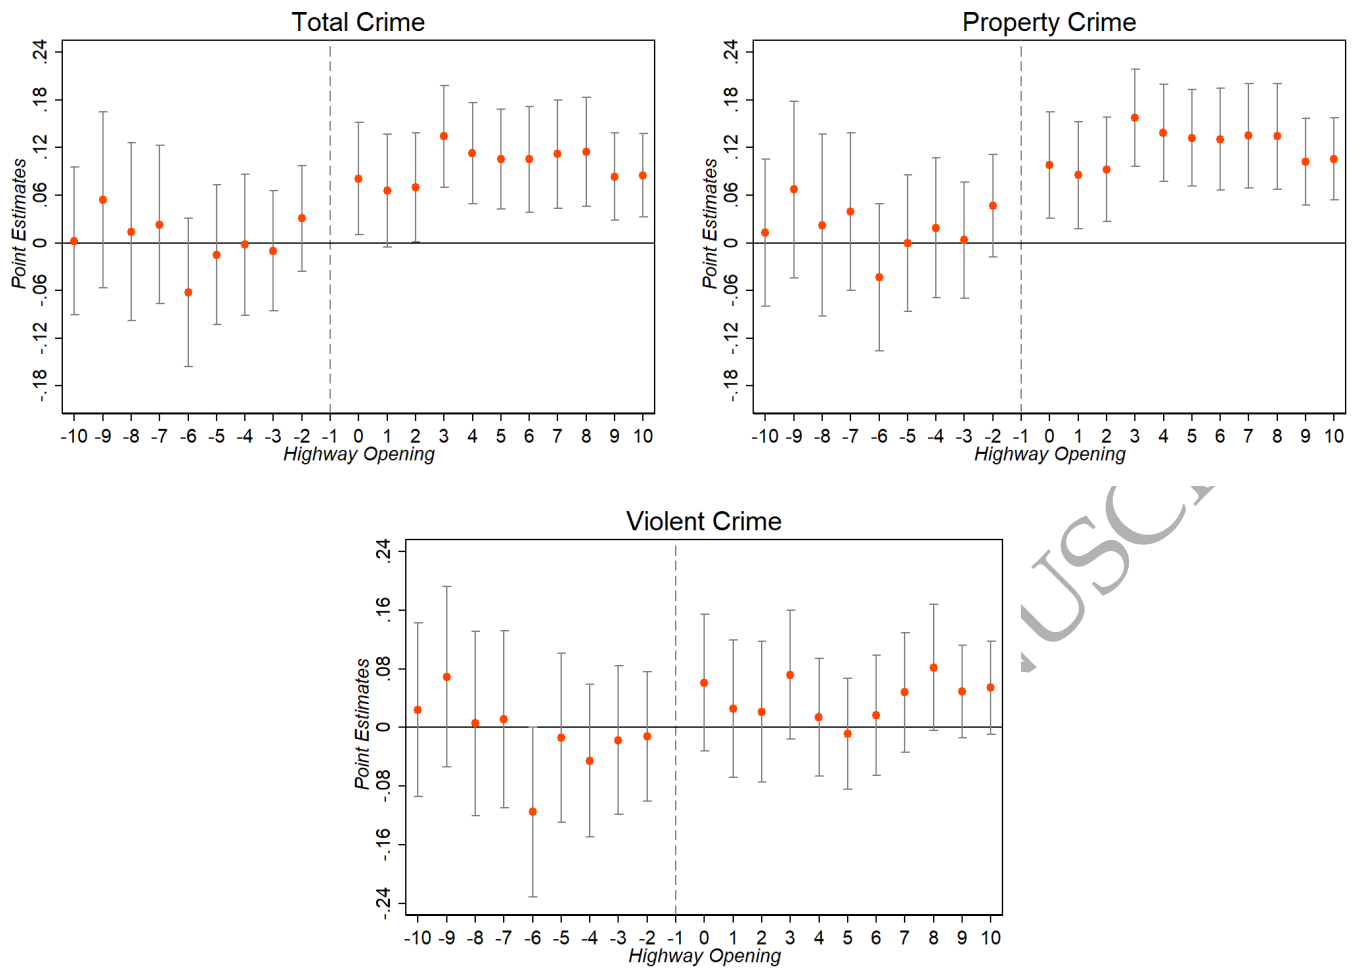 Total Crime
Point Estimates
.24
.18
.12
.06
0
-.06
-.12
-.18
-10 -9 -8 -7 -6 -5 -4 -3 -2 -1 0 1 2 3 4 5 6 7 8 9 10
Highway Opening
Property Crime
Point Estimates
.24
.18
.12
.06
0
-.06
-.12
-.18
-10 -9 -8 -7 -6 -5 -4 -3 -2 -1 0 1 2 3 4 5 6 7 8 9 10
Highway Opening
Violent Crime
Point Estimates
.24
.16
.08
0
-.08
-.16
-.24
-10 -9 -8 -7 -6 -5 -4 -3 -2 -1 0 1 2 3 4 5 6 7 8 9 10
Highway Opening
USC